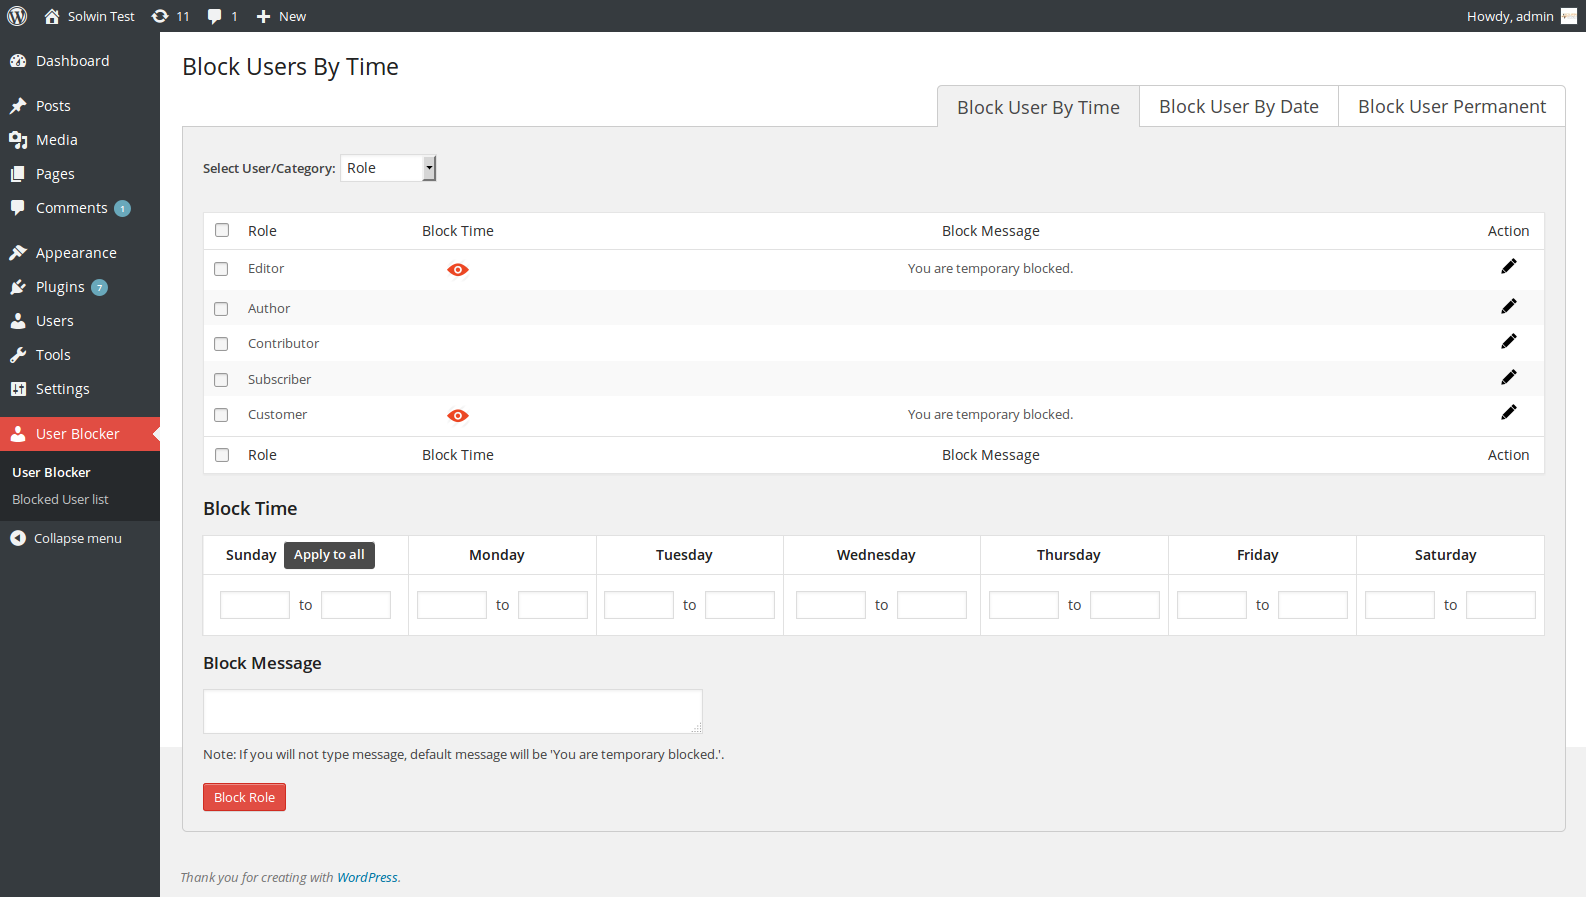 Solwin Test 11 1 New Howdy, admin
Dashboard
Posts
Media
Pages
Comments 1
Appearance
Plugins 7
Users
Tools
Settings
User Blocker
User Blocker
Blocked User list
Collapse menu
Block Users By Time
Block User By Time Block User By Date Block User Permanent
Select User/Category: Role
Role Block Time Block Message Action
Editor You are temporary blocked.
Author
Contributor
Subscriber
Customer You are temporary blocked.
Role Block Time Block Message Action
Block Time
Sunday Apply to all Monday Tuesday Wednesday Thursday Friday Saturday
to to to to to to to
Block Message
Note: If you will not type message, default message will be 'You are temporary blocked.'.
Block Role
Thank you for creating with WordPress.